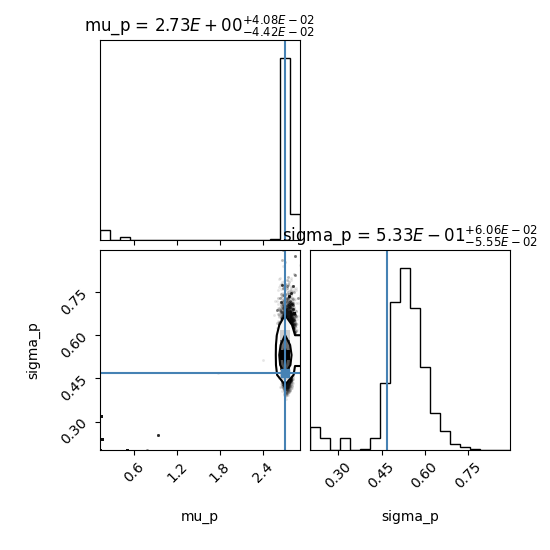 mu_p = 2.73E + 00+4.08E − 02 −4.42E − 02
sigma_p = 5.33E − 01+6.06E − 02 −5.55E − 02
sigma_p
0.75
0.60
0.45
0.30
0.6 1.2 1.8 2.4
0.30 0.45 0.60 0.75
mu_p
sigma_p